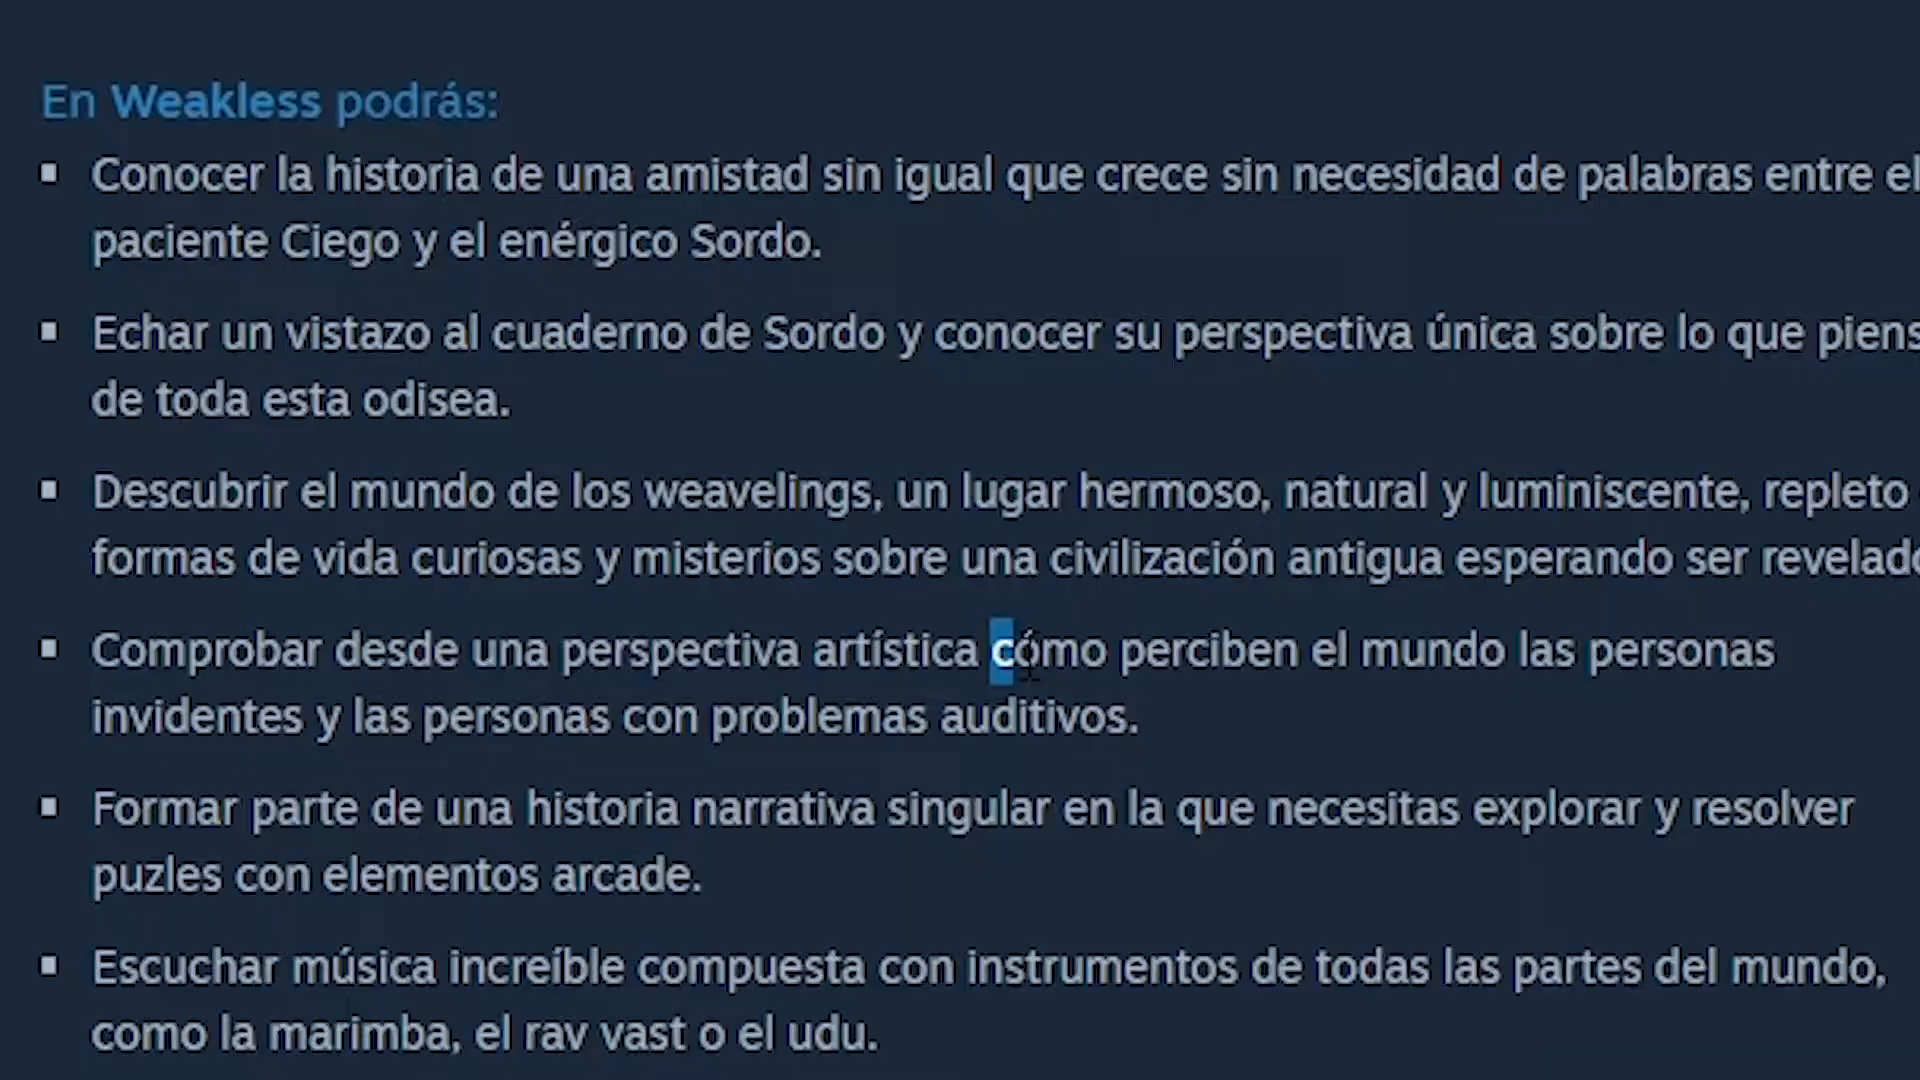 En Weakless podrás:
▪ Conocer la historia de una amistad sin igual que crece sin necesidad de palabras entre el
paciente Ciego y el enérgico Sordo.
▪ Echar un vistazo al cuaderno de Sordo y conocer su perspectiva única sobre lo que piens
de toda esta odisea.
▪ Descubrir el mundo de los weavelings, un lugar hermoso, natural y luminiscente, repleto
formas de vida curiosas y misterios sobre una civilización antigua esperando ser revelado
▪ Comprobar desde una perspectiva artística cómo perciben el mundo las personas
invidentes y las personas con problemas auditivos.
▪ Formar parte de una historia narrativa singular en la que necesitas explorar y resolver
puzles con elementos arcade.
▪ Escuchar música increíble compuesta con instrumentos de todas las partes del mundo,
como la marimba, el rav vast o el udu.